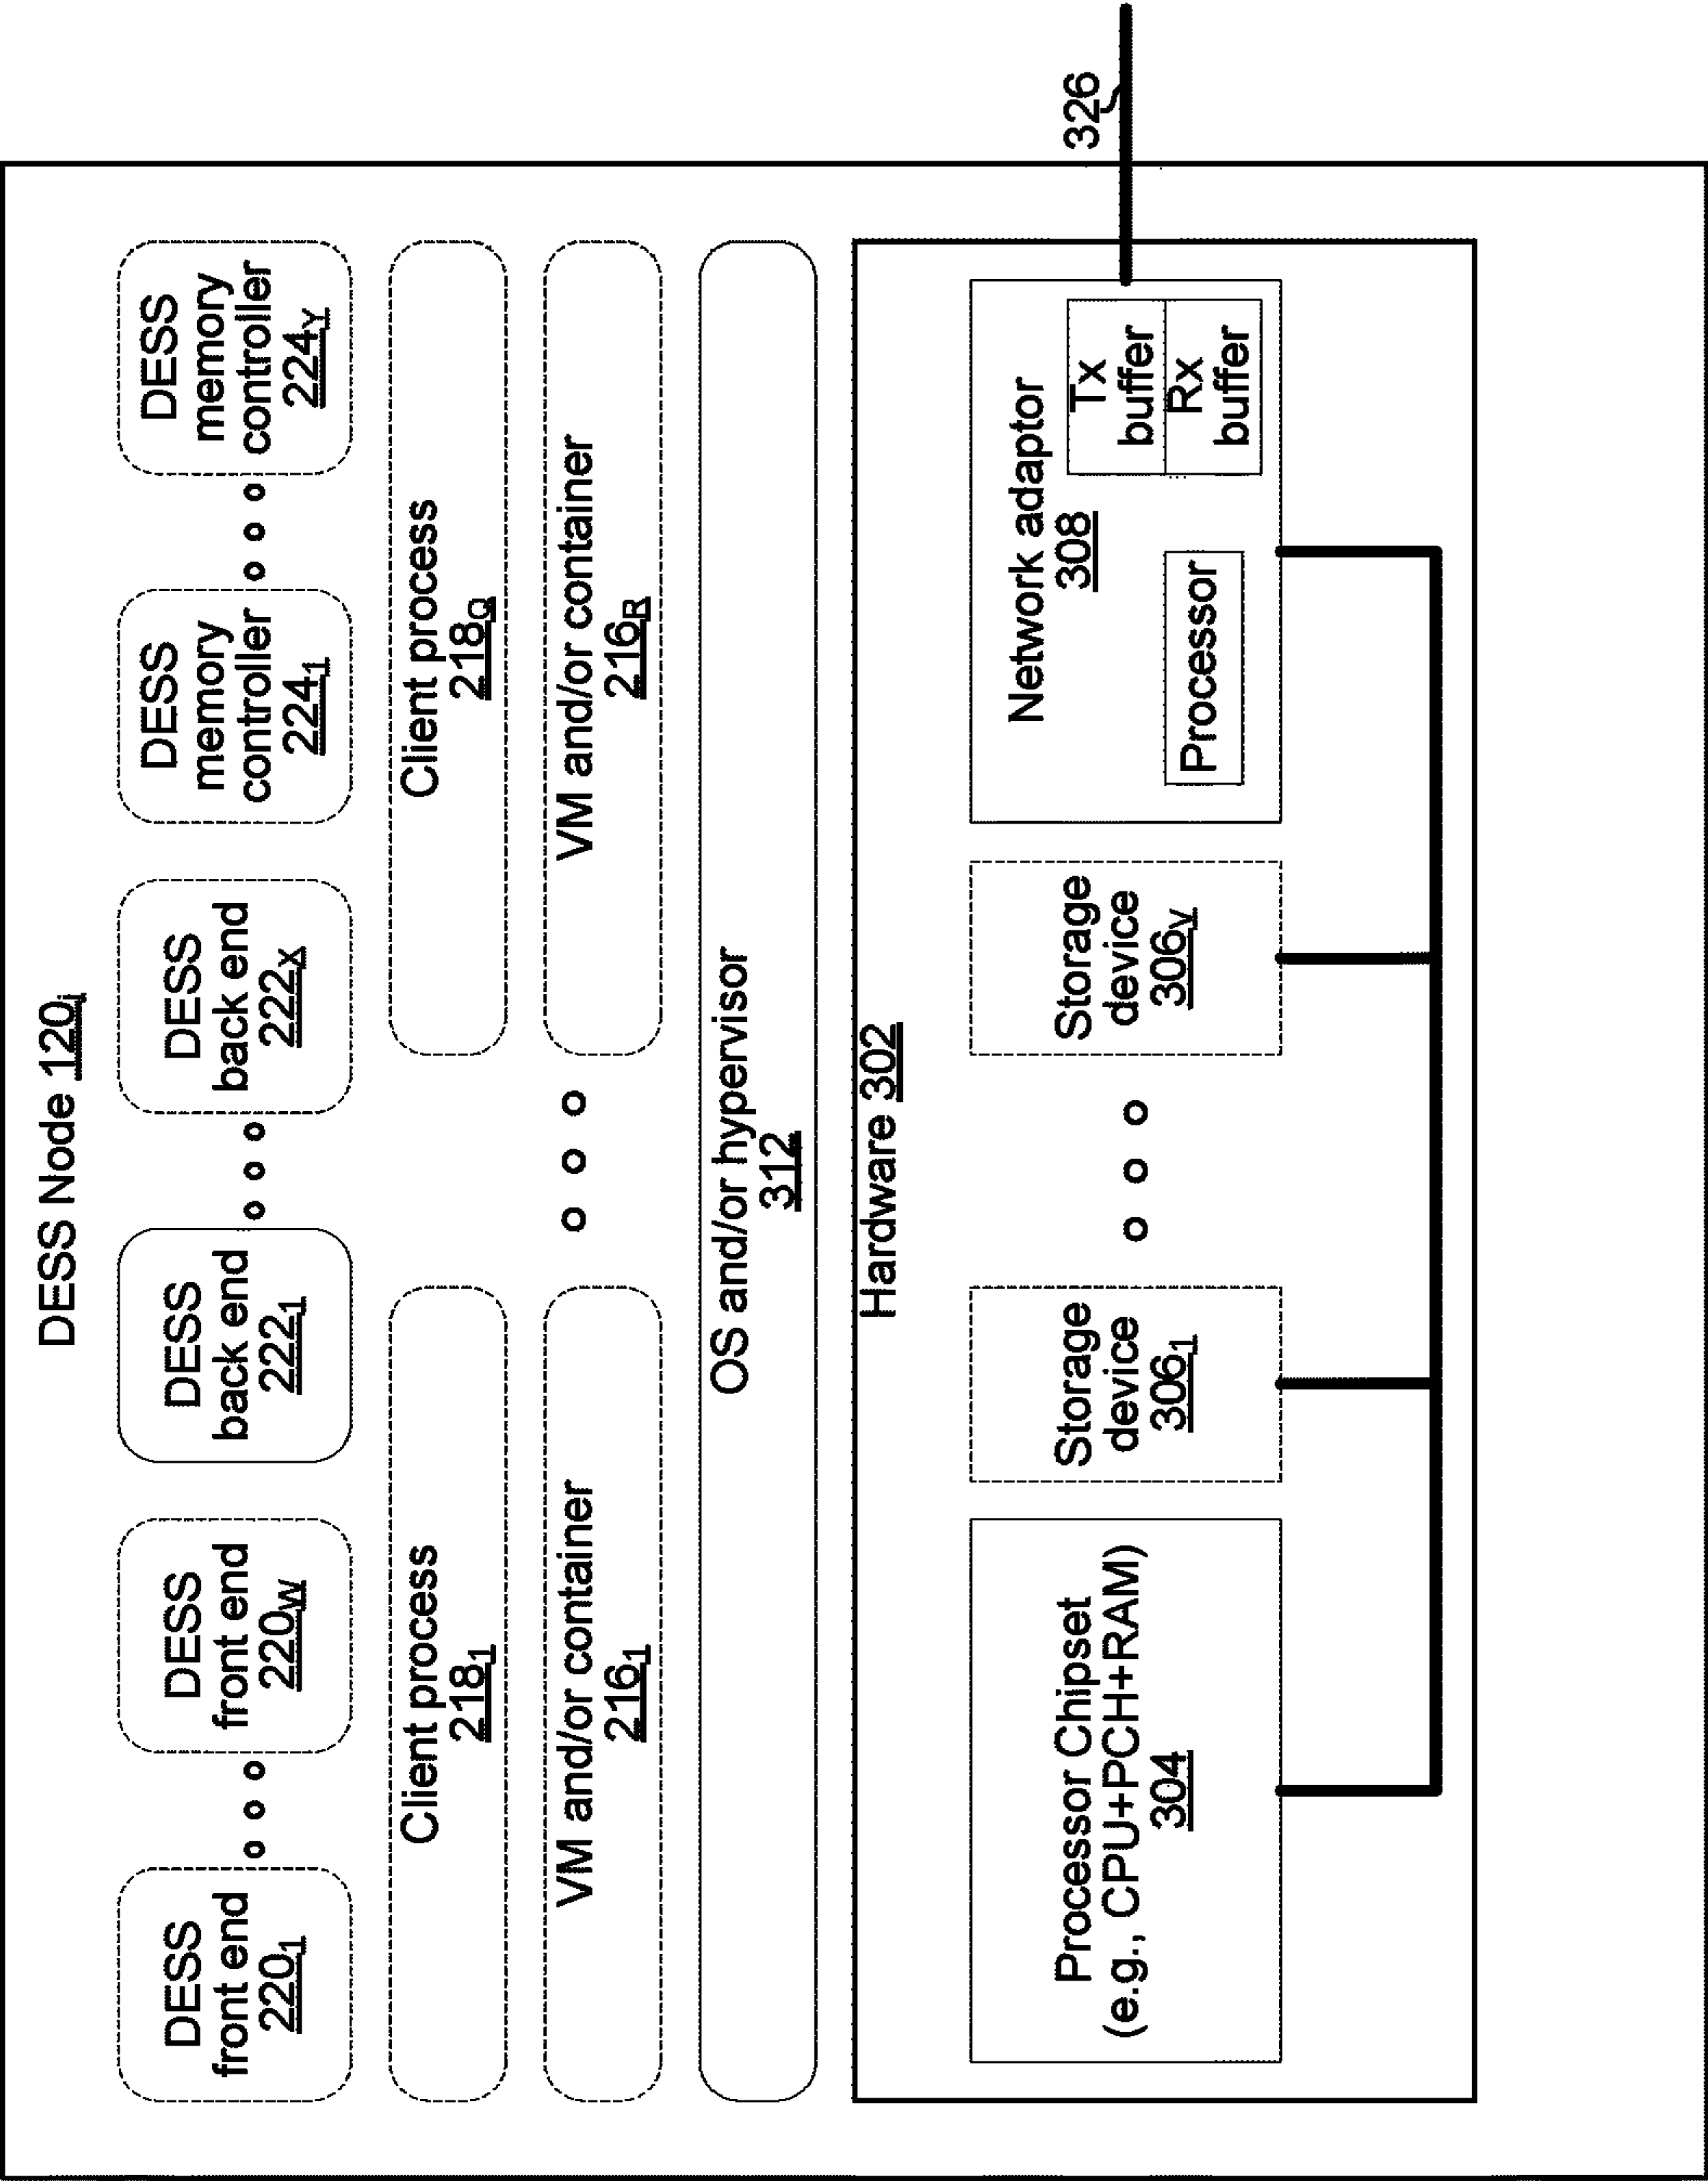 DESS Node 120j
DESS
front end
220₁
DESS
front end
220W
DESS
back end
222₁
DESS
back end
222X
DESS
memory
controller
224₁
DESS
memory
controller
224Y
Client process
218₁
Client process
218Q
VM and/or container
216₁
VM and/or container
216R
OS and/or hypervisor
312
Hardware 302
Processor Chipset
(e.g., CPU+PCH+RAM)
304
Storage
device
306₁
Storage
device
306V
Network adaptor
308
Processor
Tx
buffer
Rx
buffer
326